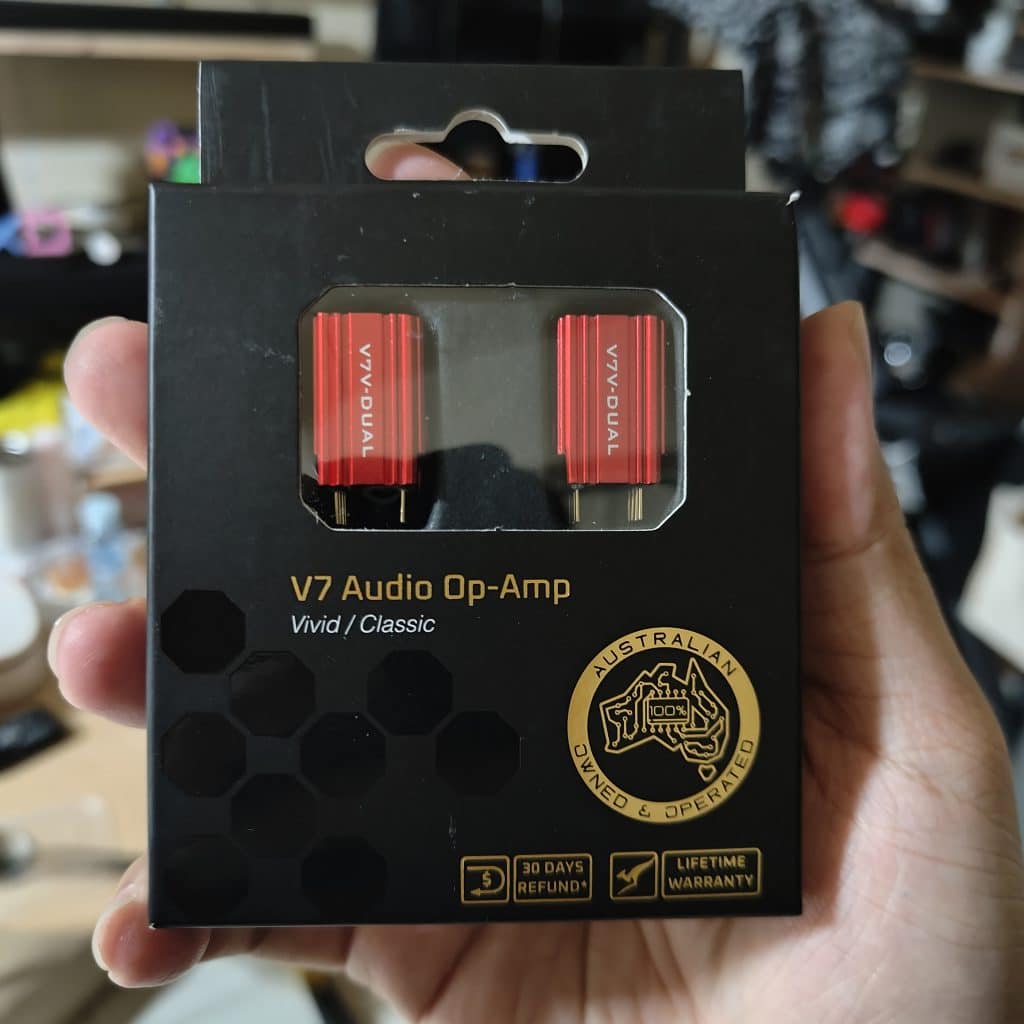 V7V-DUAL
V7V-DUAL
V7 Audio Op-Amp
Vivid / Classic
AUSTRALIAN
100%
OWNED & OPERATED
$
30 DAYS
REFUND*
LIFETIME
WARRANTY